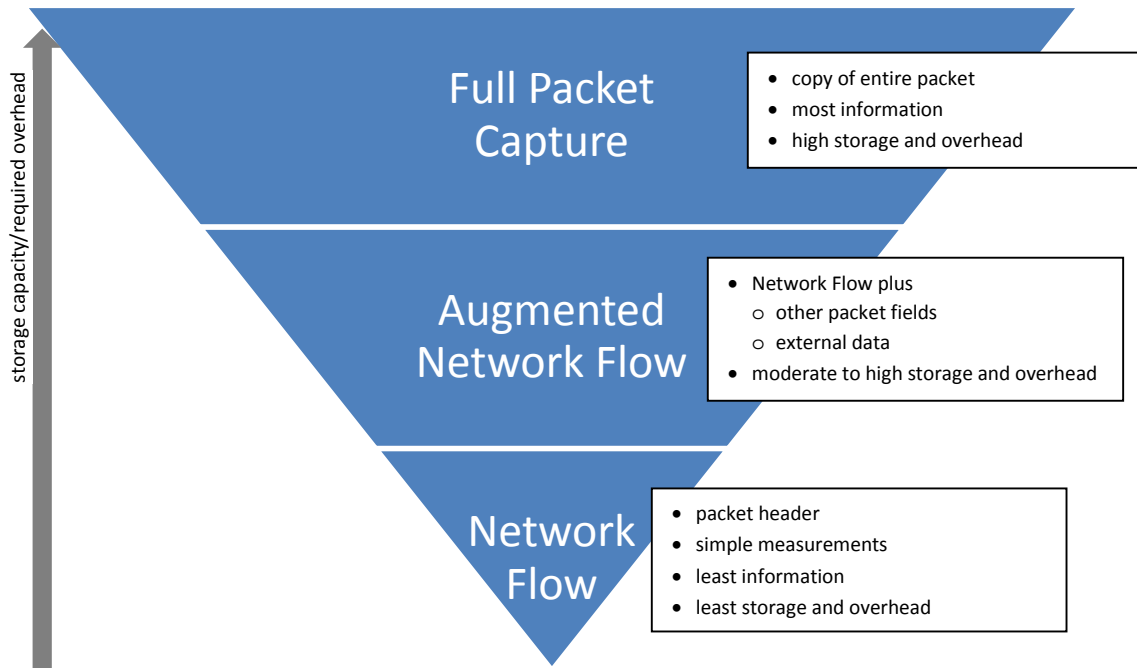 storage capacity/required overhead
Full Packet
Capture
• copy of entire packet
• most information
• high storage and overhead
Augmented
Network Flow
• Network Flow plus
o other packet fields
o external data
• moderate to high storage and overhead
Network
Flow
• packet header
• simple measurements
• least information
• least storage and overhead